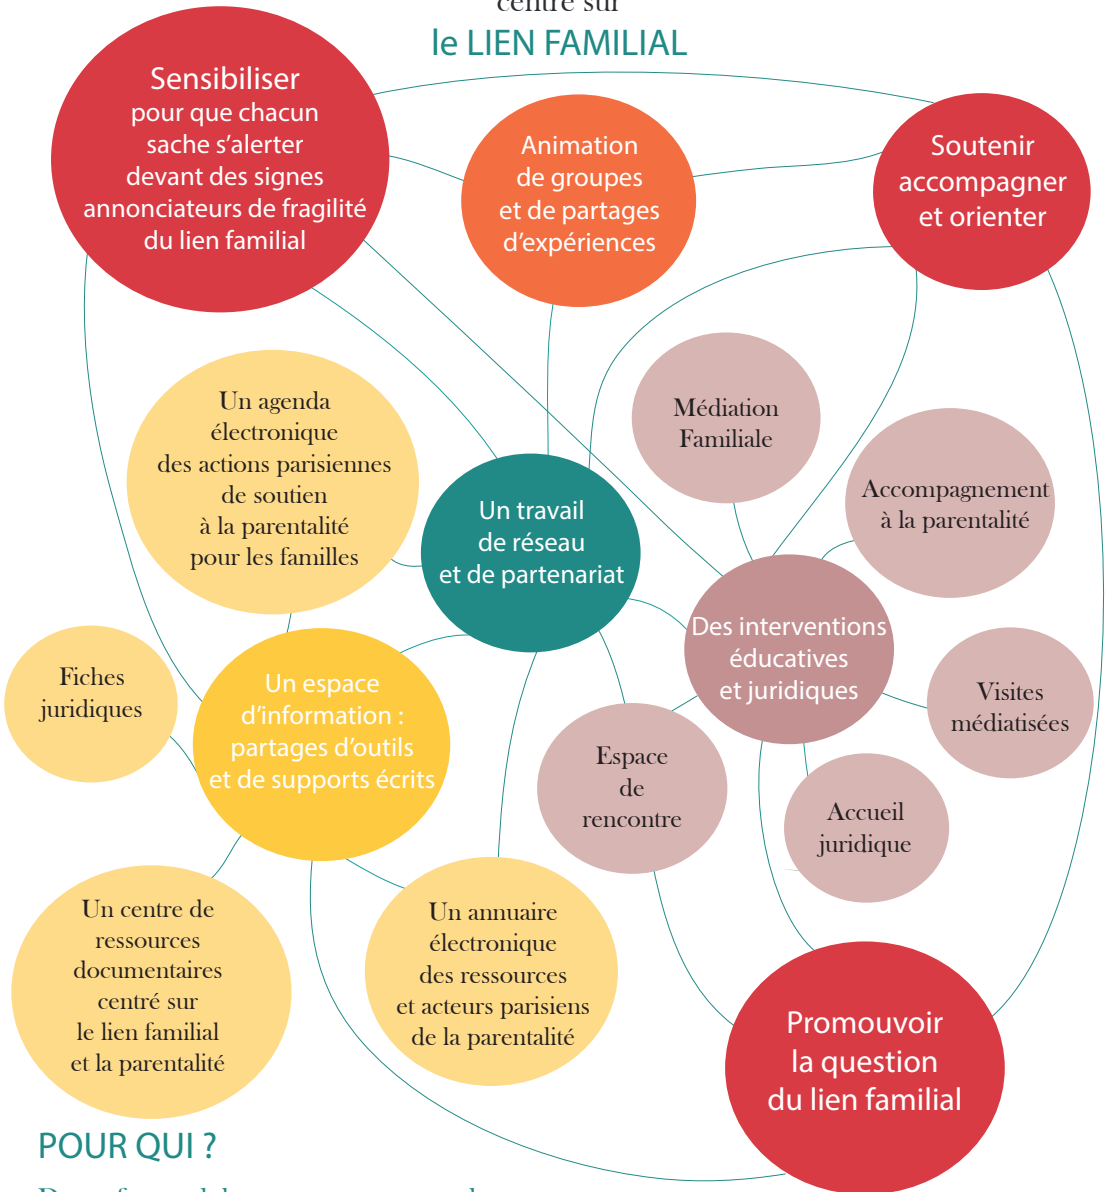 centré sur
le LIEN FAMILIAL
Sensibiliser
pour que chacun
sache s’alerter
devant des signes
annonciateurs de fragilité
du lien familial
Animation
de groupes
et de partages
d’expériences
Soutenir
accompagner
et orienter
Un agenda
électronique
des actions parisiennes
de soutien
à la parentalité
pour les familles
Médiation
Familiale
Accompagnement
à la parentalité
Un travail
de réseau
et de partenariat
Des interventions
éducatives
et juridiques
Fiches
juridiques
Un espace
d’information :
partages d’outils
et de supports écrits
Visites
médiatisées
Espace
de
rencontre
Accueil
juridique
Un centre de
ressources
documentaires
centré sur
le lien familial
et la parentalité
Un annuaire
électronique
des ressources
et acteurs parisiens
de la parentalité
Promouvoir
la question
du lien familial
POUR QUI ?